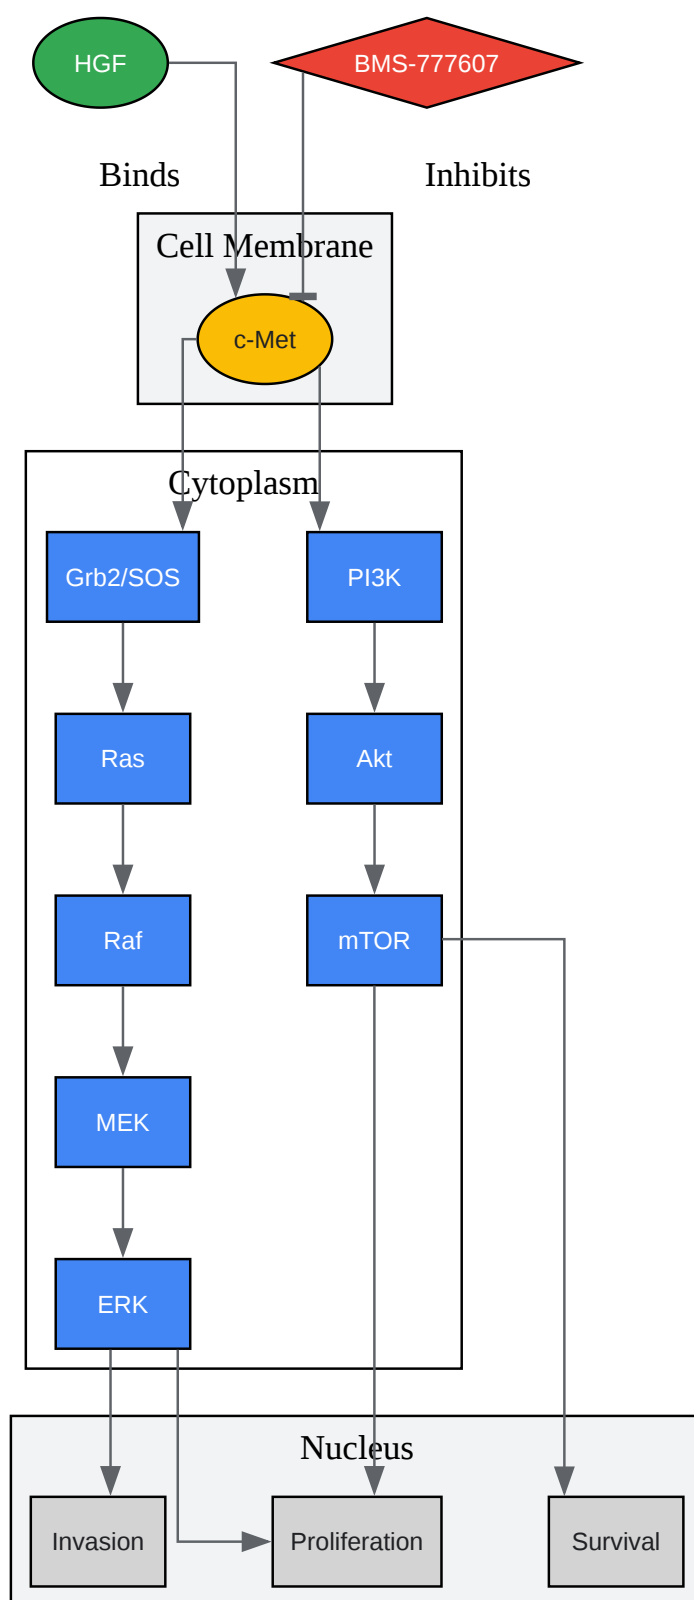 HGF
BMS-777607
Binds
Inhibits
Cell Membrane
c-Met
Cytoplasm
Grb2/SOS
PI3K
Ras
Akt
Raf
mTOR
MEK
ERK
Nucleus
Invasion
Proliferation
Survival